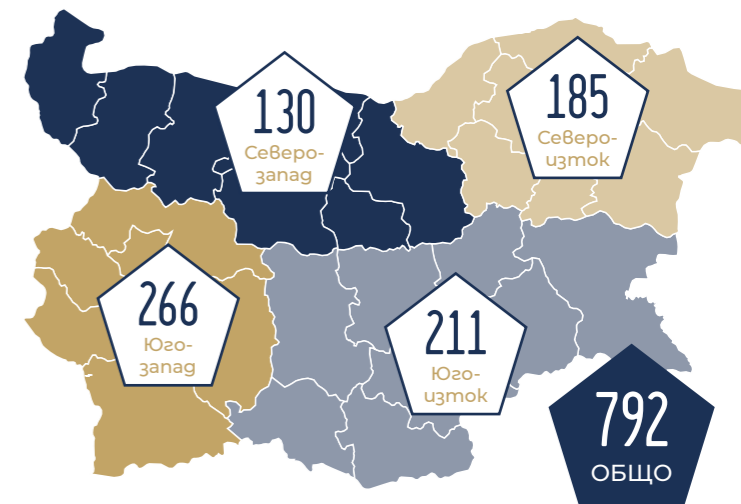 130
Северо-
запад
185
Северо-
изток
266
Юго-
запад
211
Юго-
изток
792
ОБЩО